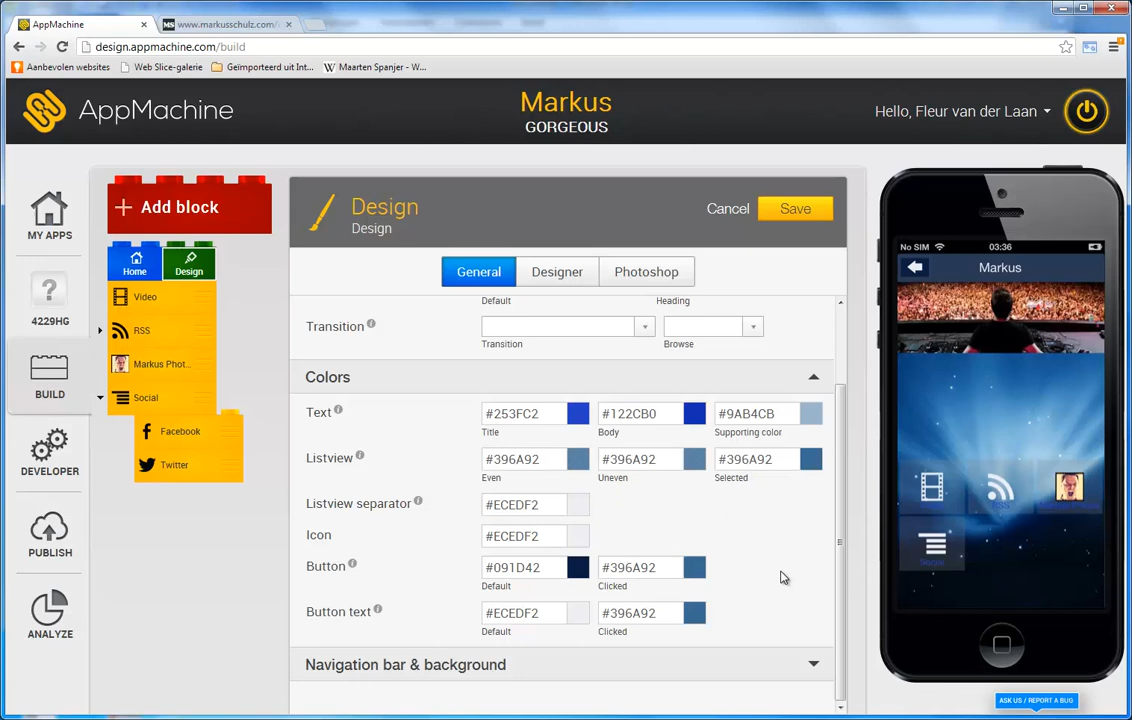 AppMachine
www.markusschulz.com/
design.appmachine.com/build
Aanbevolen websites
Web Slice-galerie
Geïmporteerd uit Int...
W Maarten Spanjer - W...
AppMachine
Markus
GORGEOUS
Hello, Fleur van der Laan
MY APPS
?
4229HG
BUILD
DEVELOPER
PUBLISH
ANALYZE
+ Add block
Home
Design
Video
RSS
Markus Phot...
Social
Facebook
Twitter
Design
Design
Cancel
Save
General
Designer
Photoshop
Default
Heading
Transition
Transition
Browse
Colors
Text
#253FC2
#122CB0
#9AB4CB
Title
Body
Supporting color
Listview
#396A92
#396A92
#396A92
Even
Uneven
Selected
Listview separator
#ECEDF2
Icon
#ECEDF2
Button
#091D42
#396A92
Default
Clicked
Button text
#ECEDF2
#396A92
Default
Clicked
Navigation bar & background
No SIM
03:36
Markus
RSS
Social
ASK US / REPORT A BUG